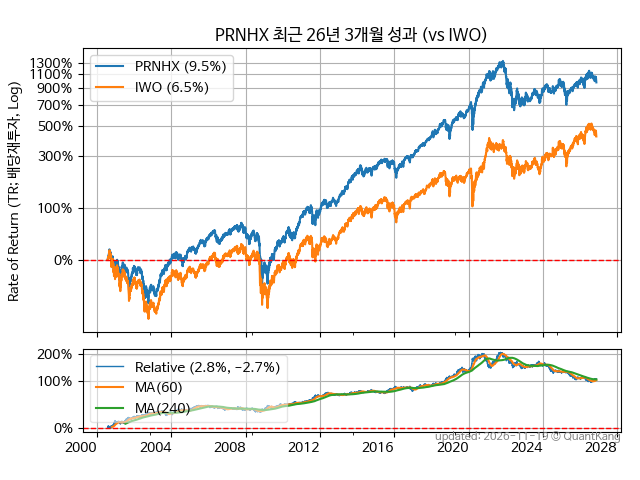 PRNHX 최근 26년 3개월 성과 (vs IWO)
Rate of Return (TR; 배당재투자, Log)
1300%
1100%
900%
700%
500%
300%
100%
0%
PRNHX (9.5%)
IWO (6.5%)
200%
100%
0%
Relative (2.8%, −2.7%)
MA(60)
MA(240)
2000 2004 2008 2012 2016 2020 2024 2028
updated: 2026-11-19 © QuantKang